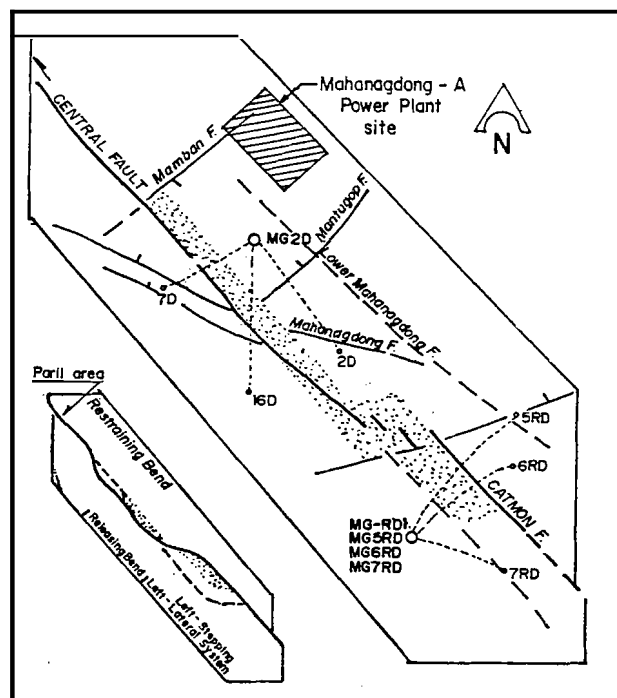 Mahanagdong - A
Power Plant
site
N
CENTRAL FAULT
Mamban F.
Mantugop F.
MG2D
Lower Mahanagdong F.
7D
Mahanagdong F.
2D
16D
Paril area
Restraining Bend
5RD
6RD
CATMON F.
MG-RD1
MG5RD
MG6RD
MG7RD
7RD
Releasing Bend
Left-Stepping
Left-Lateral System